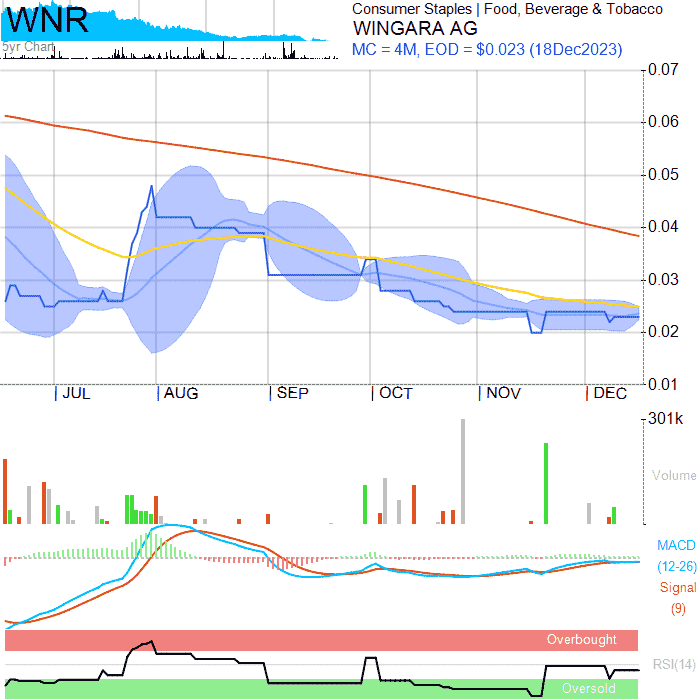 WNR
Consumer Staples | Food, Beverage & Tobacco
WINGARA AG
5yr Chart
MC = 4M, EOD = $0.023 (18Dec2023)
0.07
0.06
0.05
0.04
0.03
0.02
0.01
JUL AUG SEP OCT NOV DEC
301k
Volume
MACD
(12-26)
Signal
(9)
Overbought
RSI(14)
Oversold